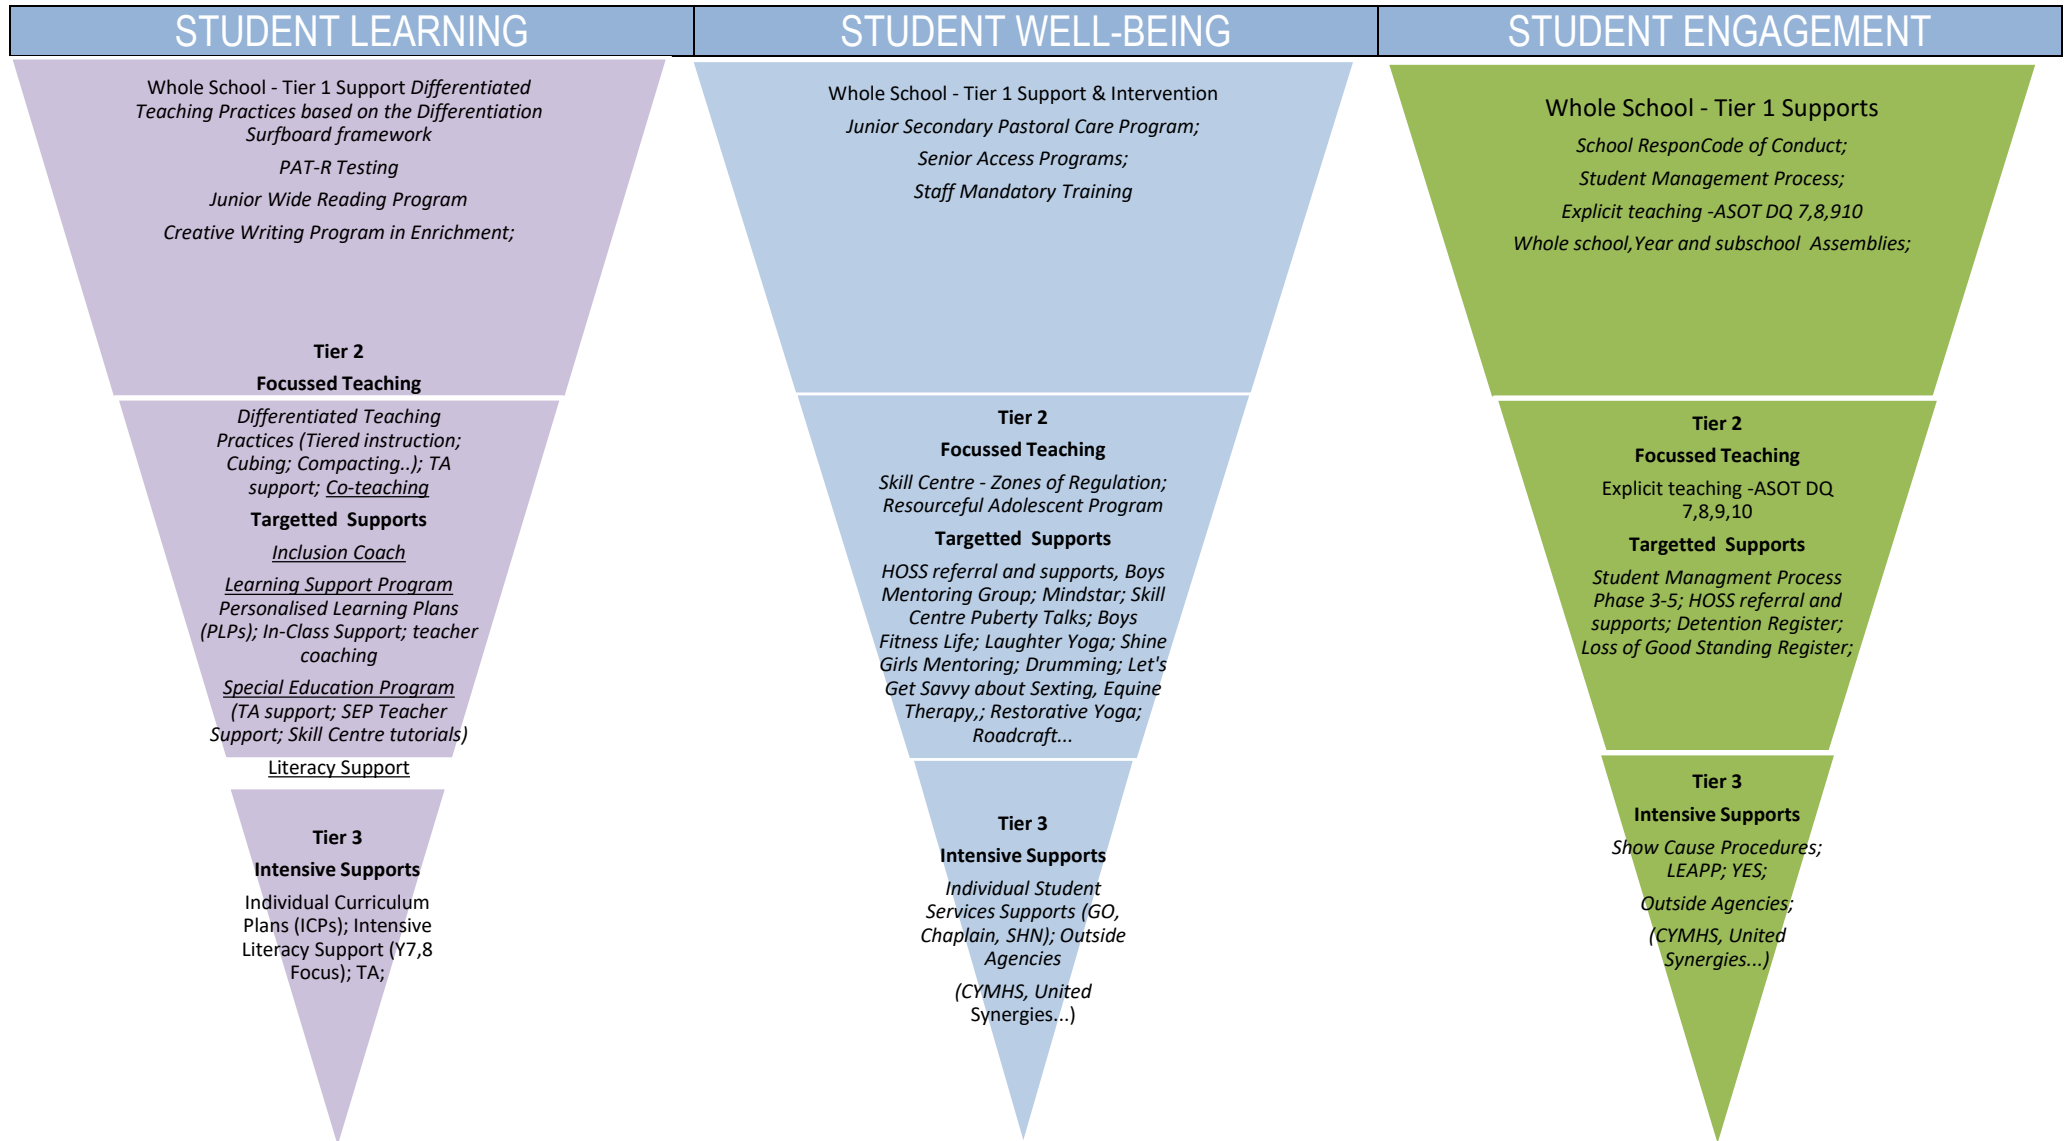 STUDENT LEARNING
STUDENT WELL-BEING
STUDENT ENGAGEMENT
Whole School - Tier 1 Support Differentiated
Teaching Practices based on the Differentiation
Surfboard framework
PAT-R Testing
Junior Wide Reading Program
Creative Writing Program in Enrichment;
Tier 2
Focussed Teaching
Differentiated Teaching
Practices (Tiered instruction;
Cubing; Compacting..); TA
support; Co-teaching
Targetted Supports
Inclusion Coach
Learning Support Program
Personalised Learning Plans
(PLPs); In-Class Support; teacher
coaching
Special Education Program
(TA support; SEP Teacher
Support; Skill Centre tutorials)
Literacy Support
Tier 3
Intensive Supports
Individual Curriculum
Plans (ICPs); Intensive
Literacy Support (Y7,8
Focus); TA;
Whole School - Tier 1 Support & Intervention
Junior Secondary Pastoral Care Program;
Senior Access Programs;
Staff Mandatory Training
Tier 2
Focussed Teaching
Skill Centre - Zones of Regulation;
Resourceful Adolescent Program
Targetted Supports
HOSS referral and supports, Boys
Mentoring Group; Mindstar; Skill
Centre Puberty Talks; Boys
Fitness Life; Laughter Yoga; Shine
Girls Mentoring; Drumming; Let's
Get Savvy about Sexting, Equine
Therapy,; Restorative Yoga;
Roadcraft...
Tier 3
Intensive Supports
Individual Student
Services Supports (GO,
Chaplain, SHN); Outside
Agencies
(CYMHS, United
Synergies...)
Whole School - Tier 1 Supports
School ResponCode of Conduct;
Student Management Process;
Explicit teaching -ASOT DQ 7,8,910
Whole school,Year and subschool Assemblies;
Tier 2
Focussed Teaching
Explicit teaching -ASOT DQ
7,8,9,10
Targetted Supports
Student Managment Process
Phase 3-5; HOSS referral and
supports; Detention Register;
Loss of Good Standing Register;
Tier 3
Intensive Supports
Show Cause Procedures;
LEAPP; YES;
Outside Agencies;
(CYMHS, United
Synergies...)